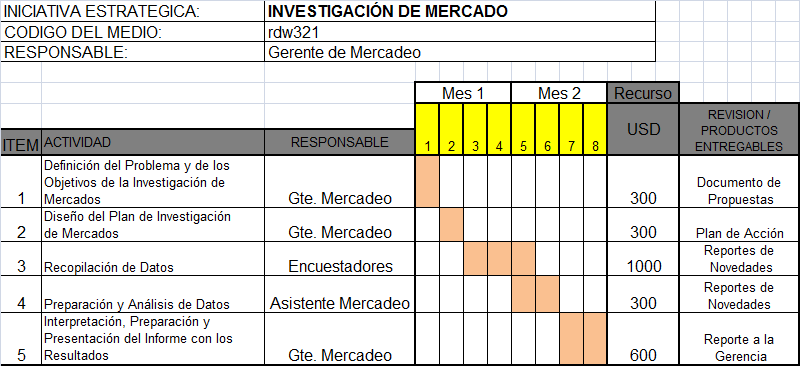 INICIATIVA ESTRATEGICA: INVESTIGACIÓN DE MERCADO
CODIGO DEL MEDIO: rdw321
RESPONSABLE: Gerente de Mercadeo
Mes 1 Mes 2 Recurso
ITEM ACTIVIDAD RESPONSABLE 1 2 3 4 5 6 7 8 USD REVISION /
PRODUCTOS
ENTREGABLES
Definición del Problema y de los
Objetivos de la Investigación de
Mercados
1 Gte. Mercadeo 300 Documento de
Propuestas
Diseño del Plan de Investigación
de Mercados
2 Gte. Mercadeo 300 Plan de Acción
3 Recopilación de Datos Encuestadores 1000 Reportes de
Novedades
4 Preparación y Análisis de Datos Asistente Mercadeo 300 Reportes de
Novedades
Interpretación, Preparación y
Presentación del Informe con los
Resultados
5 Gte. Mercadeo 600 Reporte a la
Gerencia